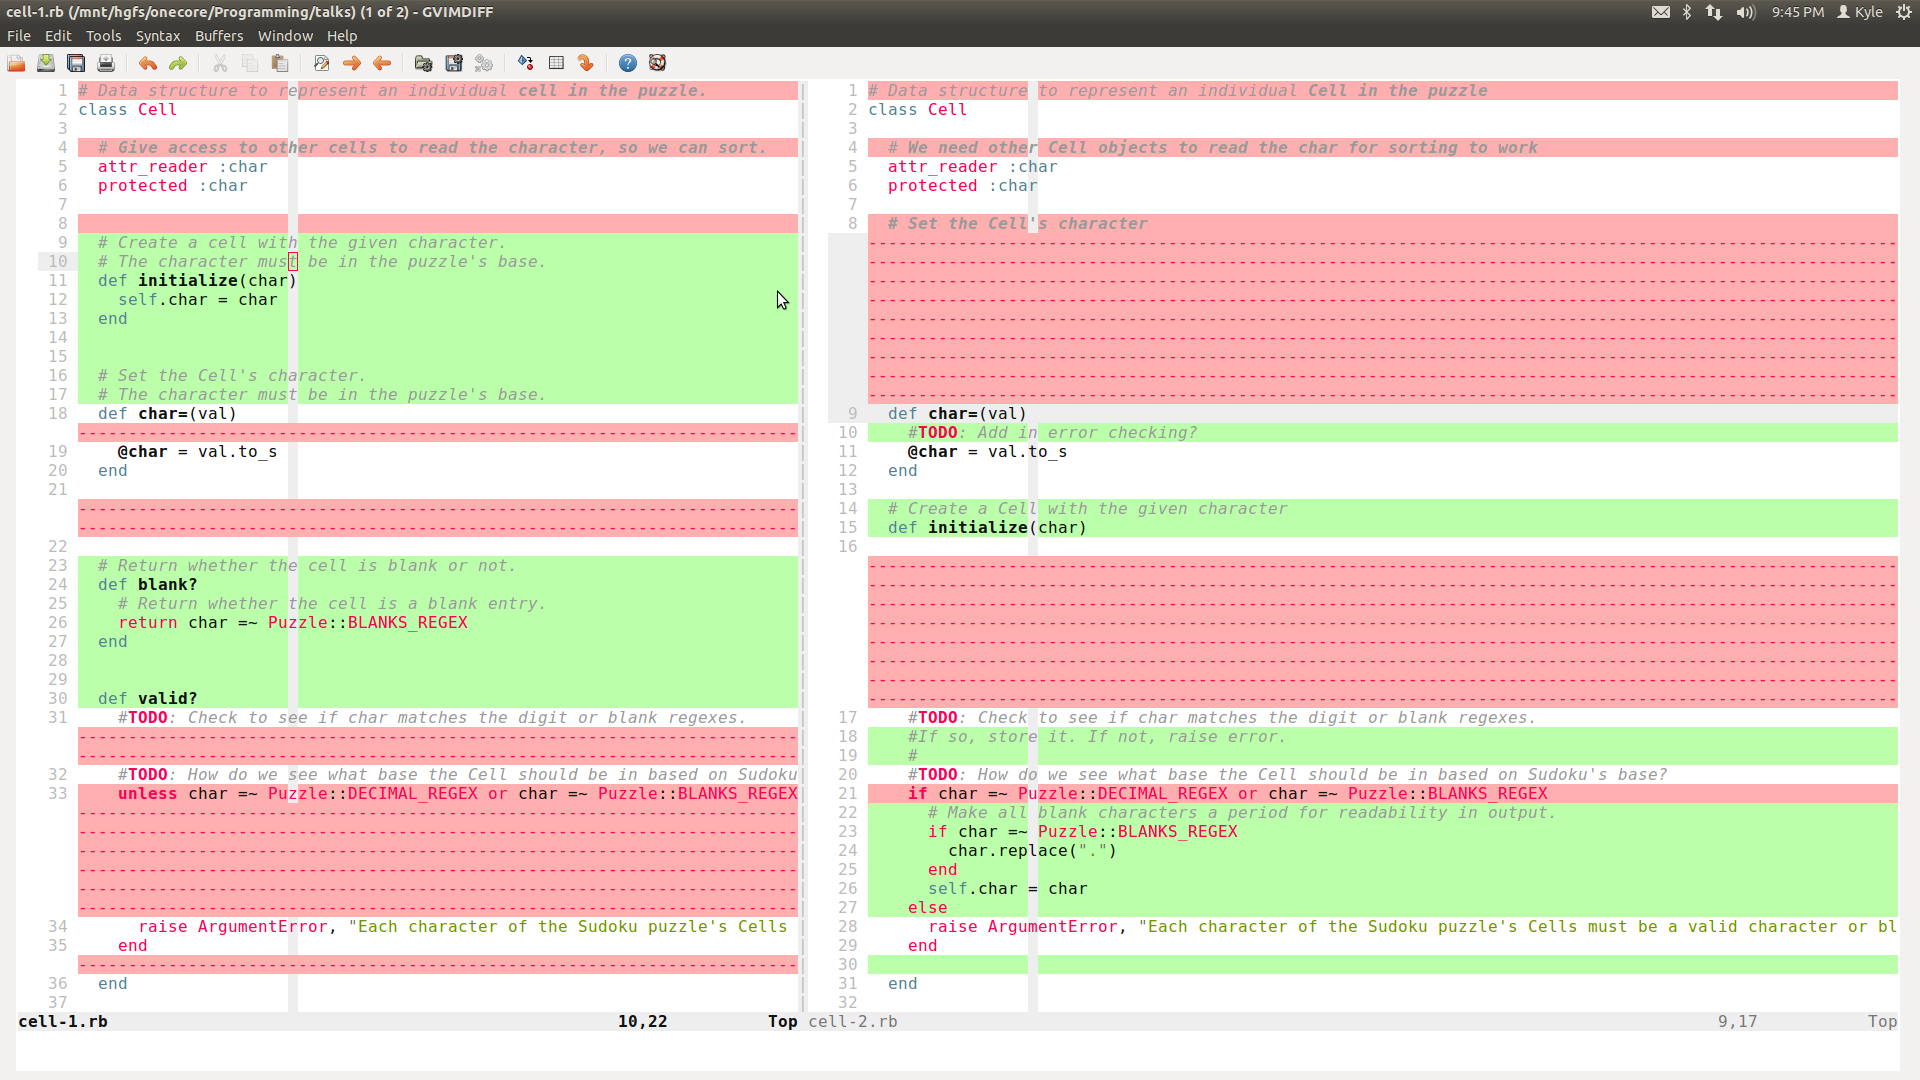 cell-1.rb (/mnt/hgfs/onecore/Programming/talks) (1 of 2) - GVIMDIFF
9:45 PM Kyle
File Edit Tools Syntax Buffers Window Help
1 # Data structure to represent an individual cell in the puzzle.
2 class Cell
3
4 # Give access to other cells to read the character, so we can sort.
5 attr_reader :char
6 protected :char
7
8
9 # Create a cell with the given character.
10 # The character must be in the puzzle's base.
11 def initialize(char)
12 self.char = char
13 end
14
15
16 # Set the Cell's character.
17 # The character must be in the puzzle's base.
18 def char=(val)
19 @char = val.to_s
20 end
21
22
23 # Return whether the cell is blank or not.
24 def blank?
25 # Return whether the cell is a blank entry.
26 return char =~ Puzzle::BLANKS_REGEX
27 end
28
29
30 def valid?
31 #TODO: Check to see if char matches the digit or blank regexes.
32 #TODO: How do we see what base the Cell should be in based on Sudoku
33 unless char =~ Puzzle::DECIMAL_REGEX or char =~ Puzzle::BLANKS_REGEX
34 raise ArgumentError, "Each character of the Sudoku puzzle's Cells
35 end
36 end
37
cell-1.rb 10,22 Top
1 # Data structure to represent an individual Cell in the puzzle
2 class Cell
3
4 # We need other Cell objects to read the char for sorting to work
5 attr_reader :char
6 protected :char
7
8 # Set the Cell's character
9 def char=(val)
10 #TODO: Add in error checking?
11 @char = val.to_s
12 end
13
14 # Create a Cell with the given character
15 def initialize(char)
16
17 #TODO: Check to see if char matches the digit or blank regexes.
18 #If so, store it. If not, raise error.
19 #
20 #TODO: How do we see what base the Cell should be in based on Sudoku's base?
21 if char =~ Puzzle::DECIMAL_REGEX or char =~ Puzzle::BLANKS_REGEX
22 # Make all blank characters a period for readability in output.
23 if char =~ Puzzle::BLANKS_REGEX
24 char.replace(".")
25 end
26 self.char = char
27 else
28 raise ArgumentError, "Each character of the Sudoku puzzle's Cells must be a valid character or bl
29 end
30
31 end
32
cell-2.rb 9,17 Top